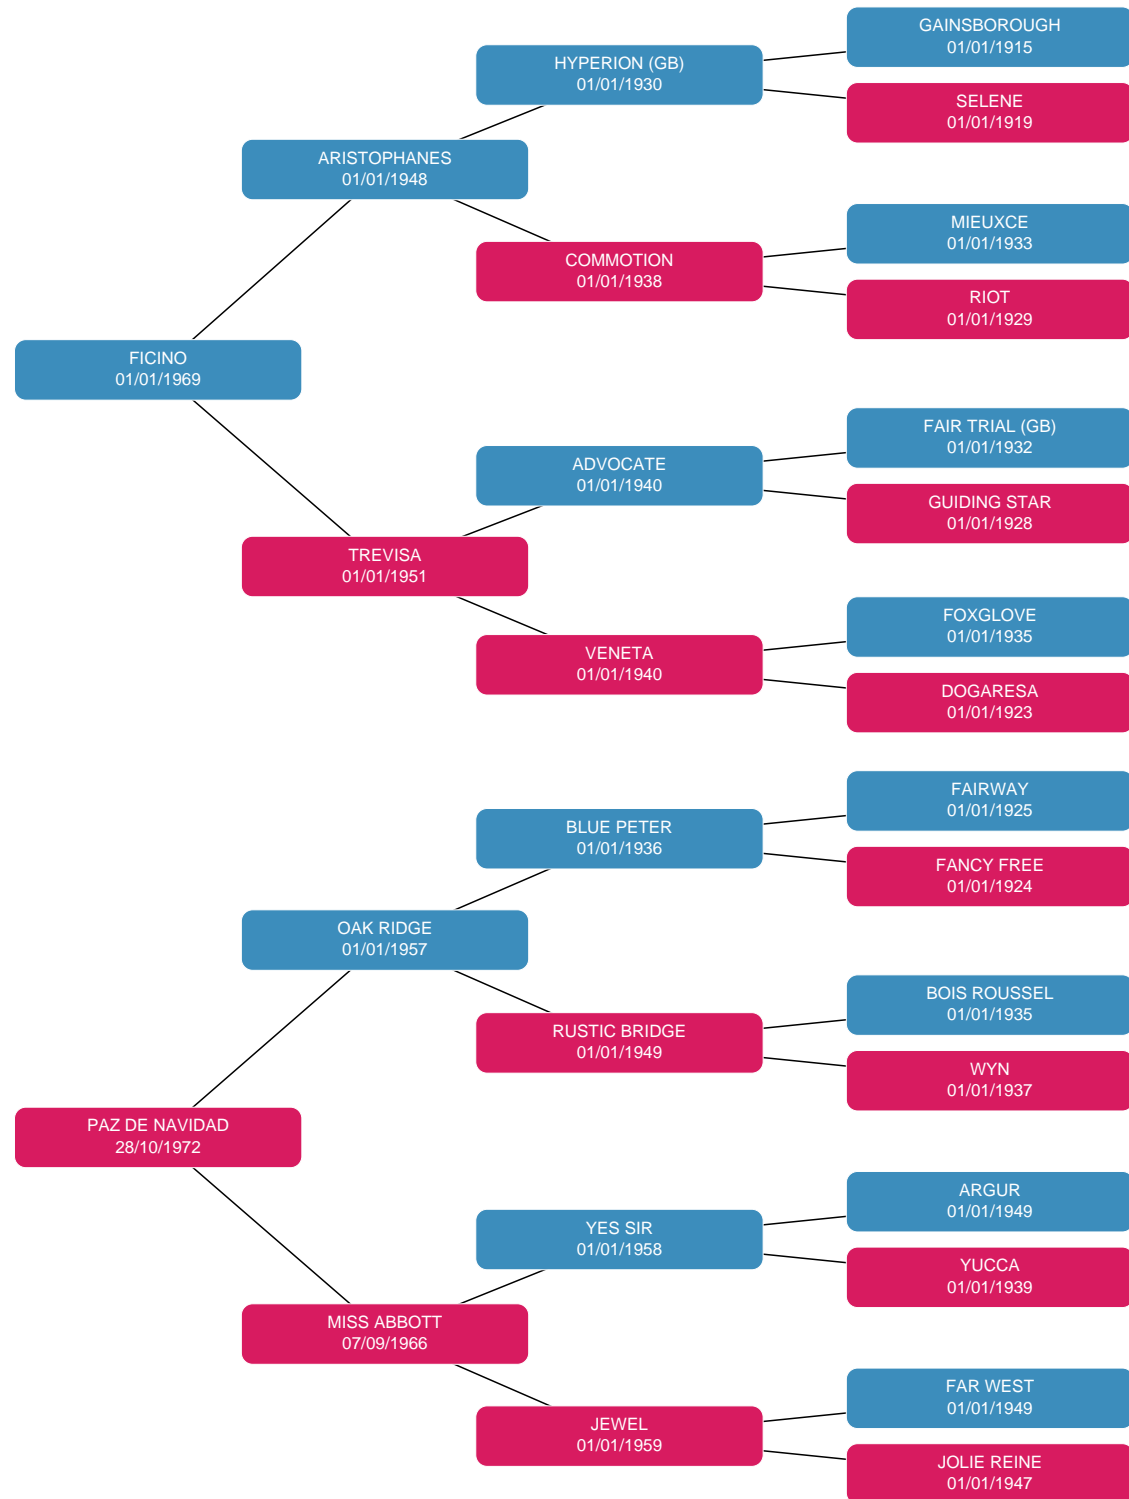 GAINSBOROUGH
01/01/1915
HYPERION (GB)
01/01/1930
SELENE
01/01/1919
ARISTOPHANES
01/01/1948
MIEUXCE
01/01/1933
COMMOTION
01/01/1938
RIOT
01/01/1929
FICINO
01/01/1969
FAIR TRIAL (GB)
01/01/1932
ADVOCATE
01/01/1940
GUIDING STAR
01/01/1928
TREVISA
01/01/1951
FOXGLOVE
01/01/1935
VENETA
01/01/1940
DOGARESA
01/01/1923
FAIRWAY
01/01/1925
BLUE PETER
01/01/1936
FANCY FREE
01/01/1924
OAK RIDGE
01/01/1957
BOIS ROUSSEL
01/01/1935
RUSTIC BRIDGE
01/01/1949
WYN
01/01/1937
PAZ DE NAVIDAD
28/10/1972
ARGUR
01/01/1949
YES SIR
01/01/1958
YUCCA
01/01/1939
MISS ABBOTT
07/09/1966
FAR WEST
01/01/1949
JEWEL
01/01/1959
JOLIE REINE
01/01/1947